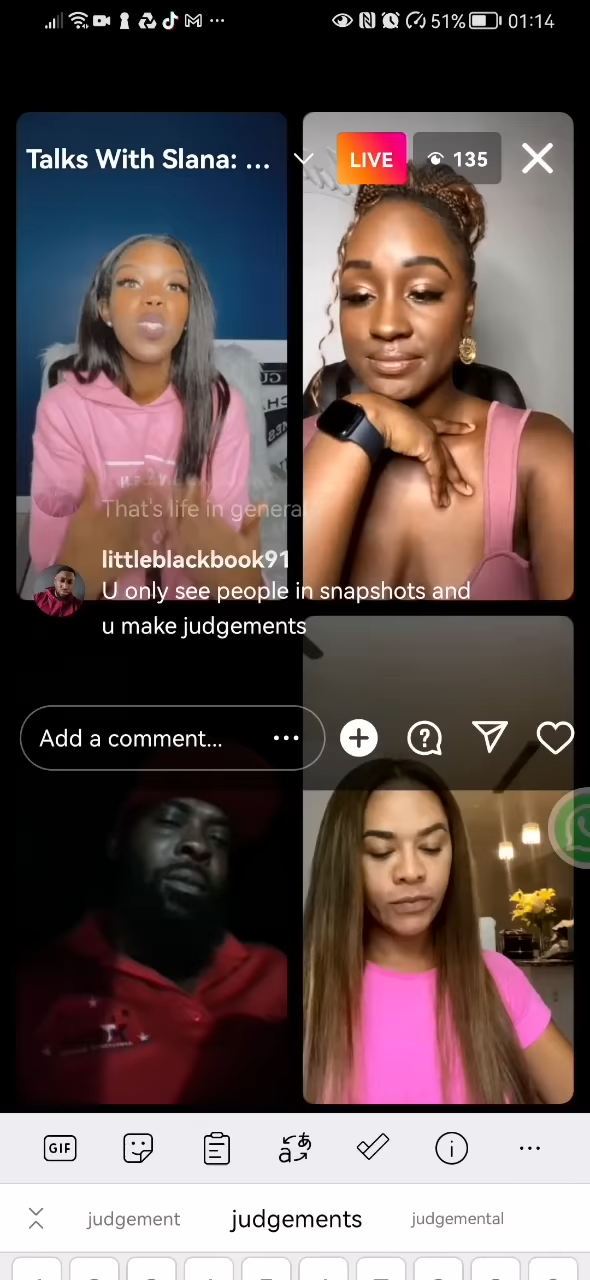 51% 01:14
Talks With Slana: ...
LIVE
135
That's life in genera
littleblackbook91
U only see people in snapshots and
u make judgements
Add a comment...
GIF
judgement judgements judgemental